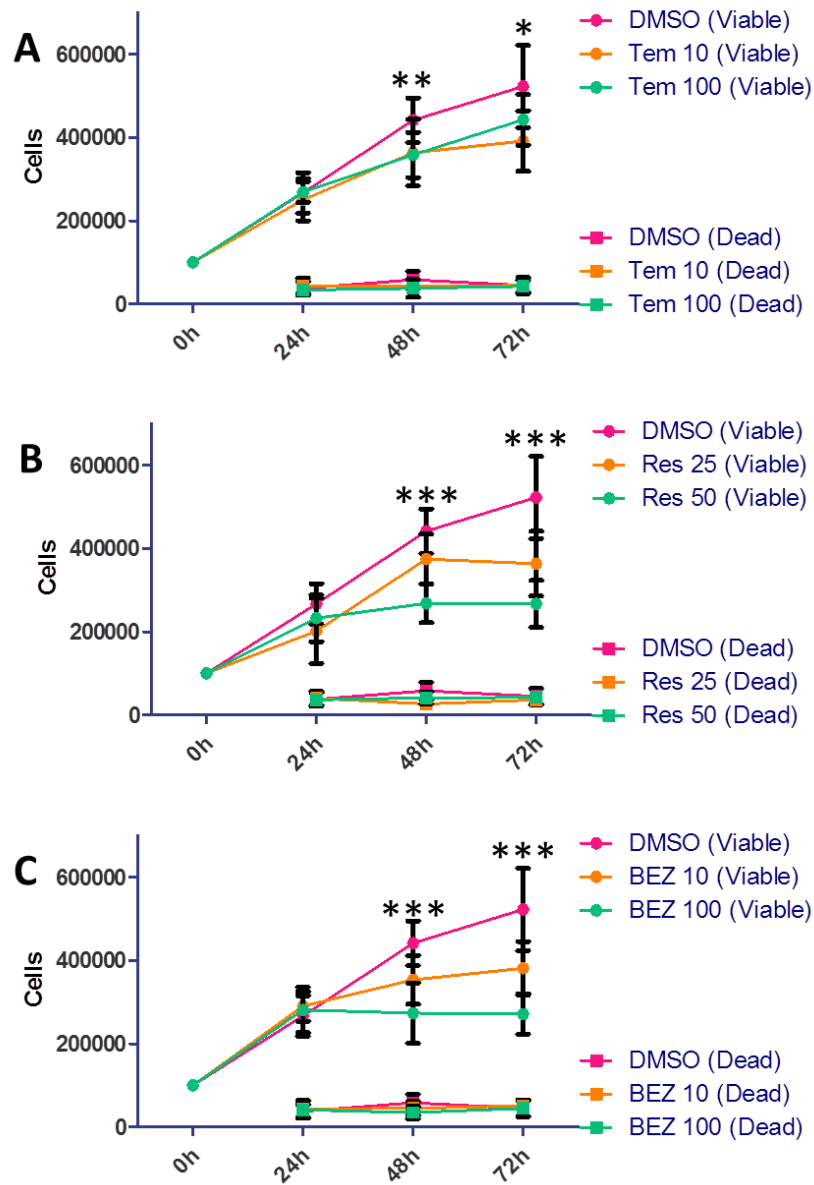 A
Cells
600000
400000
200000
0
0h
24h
48h
72h
**
*
DMSO (Viable)
Tem 10 (Viable)
Tem 100 (Viable)
DMSO (Dead)
Tem 10 (Dead)
Tem 100 (Dead)
B
Cells
600000
400000
200000
0
0h
24h
48h
72h
***
***
DMSO (Viable)
Res 25 (Viable)
Res 50 (Viable)
DMSO (Dead)
Res 25 (Dead)
Res 50 (Dead)
C
Cells
600000
400000
200000
0
0h
24h
48h
72h
***
***
DMSO (Viable)
BEZ 10 (Viable)
BEZ 100 (Viable)
DMSO (Dead)
BEZ 10 (Dead)
BEZ 100 (Dead)